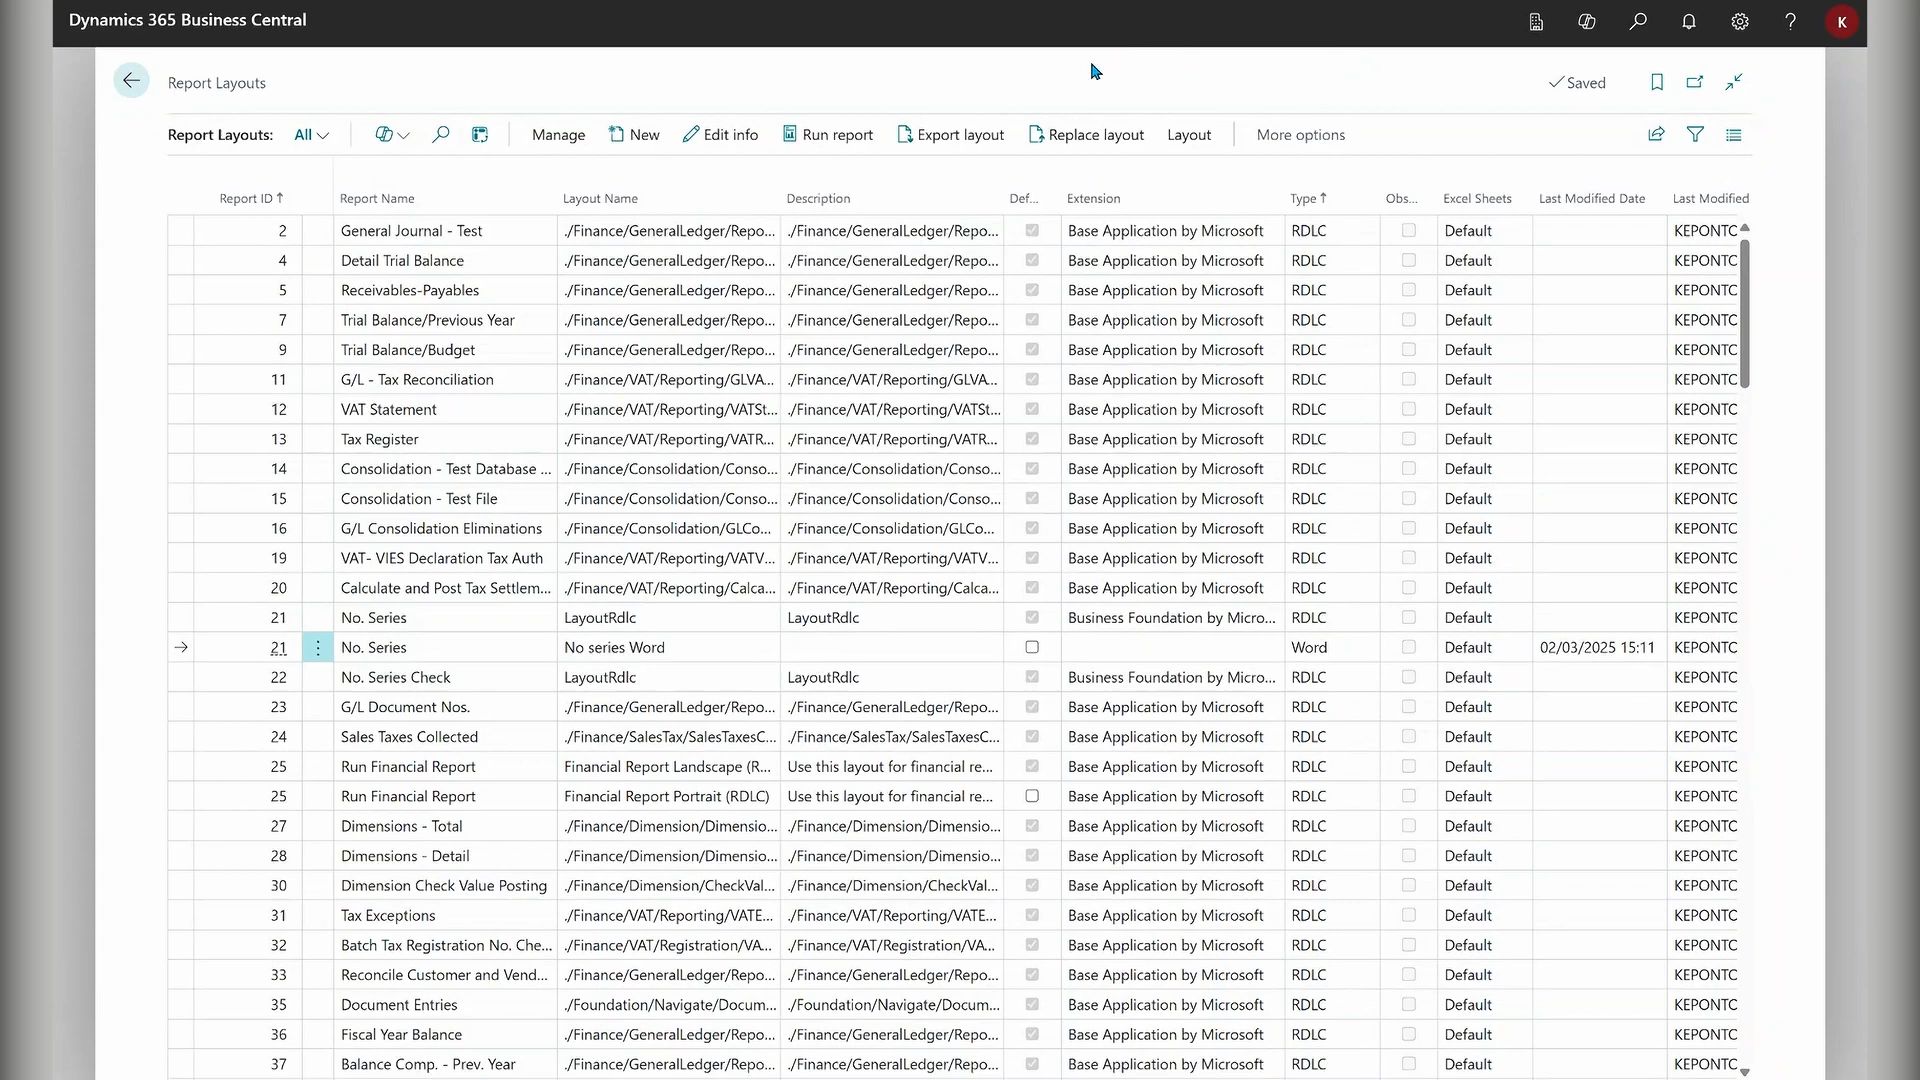 Dynamics 365 Business Central
K
Report Layouts
Saved
Report Layouts: All Manage New Edit info Run report Export layout Replace layout Layout More options
Report ID ↑ Report Name Layout Name Description Def... Extension Type ↑ Obs... Excel Sheets Last Modified Date Last Modified
2 General Journal - Test ./Finance/GeneralLedger/Repo... ./Finance/GeneralLedger/Repo... Base Application by Microsoft RDLC Default KEPONTC
4 Detail Trial Balance ./Finance/GeneralLedger/Repo... ./Finance/GeneralLedger/Repo... Base Application by Microsoft RDLC Default KEPONTC
5 Receivables-Payables ./Finance/GeneralLedger/Repo... ./Finance/GeneralLedger/Repo... Base Application by Microsoft RDLC Default KEPONTC
7 Trial Balance/Previous Year ./Finance/GeneralLedger/Repo... ./Finance/GeneralLedger/Repo... Base Application by Microsoft RDLC Default KEPONTC
9 Trial Balance/Budget ./Finance/GeneralLedger/Repo... ./Finance/GeneralLedger/Repo... Base Application by Microsoft RDLC Default KEPONTC
11 G/L - Tax Reconciliation ./Finance/VAT/Reporting/GLVA... ./Finance/VAT/Reporting/GLVA... Base Application by Microsoft RDLC Default KEPONTC
12 VAT Statement ./Finance/VAT/Reporting/VATSt... ./Finance/VAT/Reporting/VATSt... Base Application by Microsoft RDLC Default KEPONTC
13 Tax Register ./Finance/VAT/Reporting/VATR... ./Finance/VAT/Reporting/VATR... Base Application by Microsoft RDLC Default KEPONTC
14 Consolidation - Test Database ... ./Finance/Consolidation/Conso... ./Finance/Consolidation/Conso... Base Application by Microsoft RDLC Default KEPONTC
15 Consolidation - Test File ./Finance/Consolidation/Conso... ./Finance/Consolidation/Conso... Base Application by Microsoft RDLC Default KEPONTC
16 G/L Consolidation Eliminations ./Finance/Consolidation/GLCo... ./Finance/Consolidation/GLCo... Base Application by Microsoft RDLC Default KEPONTC
19 VAT- VIES Declaration Tax Auth ./Finance/VAT/Reporting/VATV... ./Finance/VAT/Reporting/VATV... Base Application by Microsoft RDLC Default KEPONTC
20 Calculate and Post Tax Settlem... ./Finance/VAT/Reporting/Calca... ./Finance/VAT/Reporting/Calca... Base Application by Microsoft RDLC Default KEPONTC
21 No. Series LayoutRdlc LayoutRdlc Business Foundation by Micro... RDLC Default KEPONTC
21 No. Series No series Word Word Default 02/03/2025 15:11 KEPONTC
22 No. Series Check LayoutRdlc LayoutRdlc Business Foundation by Micro... RDLC Default KEPONTC
23 G/L Document Nos. ./Finance/GeneralLedger/Repo... ./Finance/GeneralLedger/Repo... Base Application by Microsoft RDLC Default KEPONTC
24 Sales Taxes Collected ./Finance/SalesTax/SalesTaxesC... ./Finance/SalesTax/SalesTaxesC... Base Application by Microsoft RDLC Default KEPONTC
25 Run Financial Report Financial Report Landscape (R... Use this layout for financial re... Base Application by Microsoft RDLC Default KEPONTC
25 Run Financial Report Financial Report Portrait (RDLC) Use this layout for financial re... Base Application by Microsoft RDLC Default KEPONTC
27 Dimensions - Total ./Finance/Dimension/Dimensio... ./Finance/Dimension/Dimensio... Base Application by Microsoft RDLC Default KEPONTC
28 Dimensions - Detail ./Finance/Dimension/Dimensio... ./Finance/Dimension/Dimensio... Base Application by Microsoft RDLC Default KEPONTC
30 Dimension Check Value Posting ./Finance/Dimension/CheckVal... ./Finance/Dimension/CheckVal... Base Application by Microsoft RDLC Default KEPONTC
31 Tax Exceptions ./Finance/VAT/Reporting/VATE... ./Finance/VAT/Reporting/VATE... Base Application by Microsoft RDLC Default KEPONTC
32 Batch Tax Registration No. Che... ./Finance/VAT/Registration/VA... ./Finance/VAT/Registration/VA... Base Application by Microsoft RDLC Default KEPONTC
33 Reconcile Customer and Vend... ./Finance/GeneralLedger/Repo... ./Finance/GeneralLedger/Repo... Base Application by Microsoft RDLC Default KEPONTC
35 Document Entries ./Foundation/Navigate/Docum... ./Foundation/Navigate/Docum... Base Application by Microsoft RDLC Default KEPONTC
36 Fiscal Year Balance ./Finance/GeneralLedger/Repo... ./Finance/GeneralLedger/Repo... Base Application by Microsoft RDLC Default KEPONTC
37 Balance Comp. - Prev. Year ./Finance/GeneralLedger/Repo... ./Finance/GeneralLedger/Repo... Base Application by Microsoft RDLC Default KEPONTC